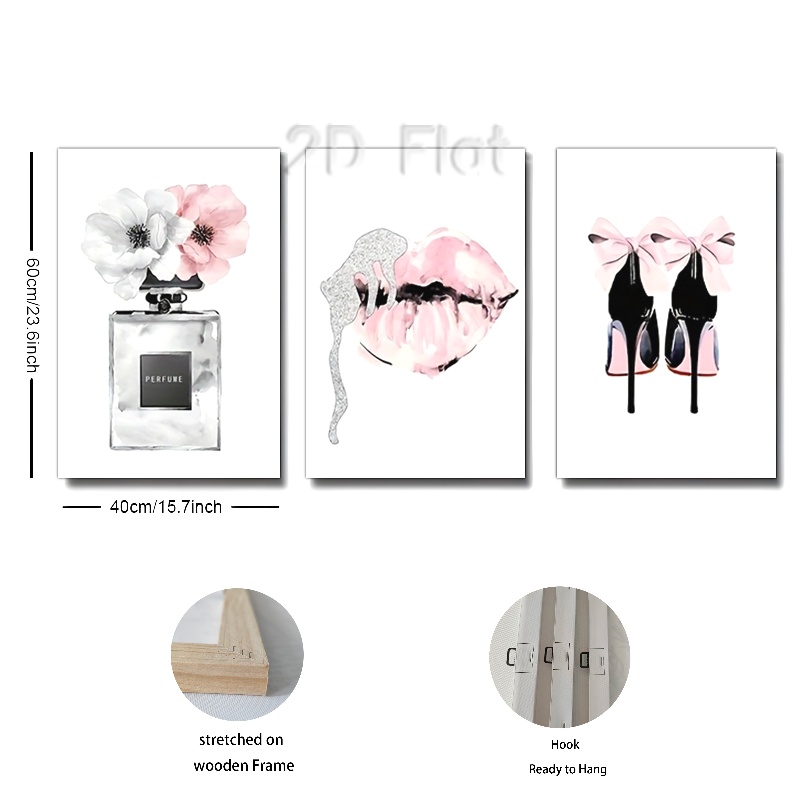 2D Flat
60cm/23.6inch
PERFUME
40cm/15.7inch
stretched on
wooden Frame
Hook
Ready to Hang